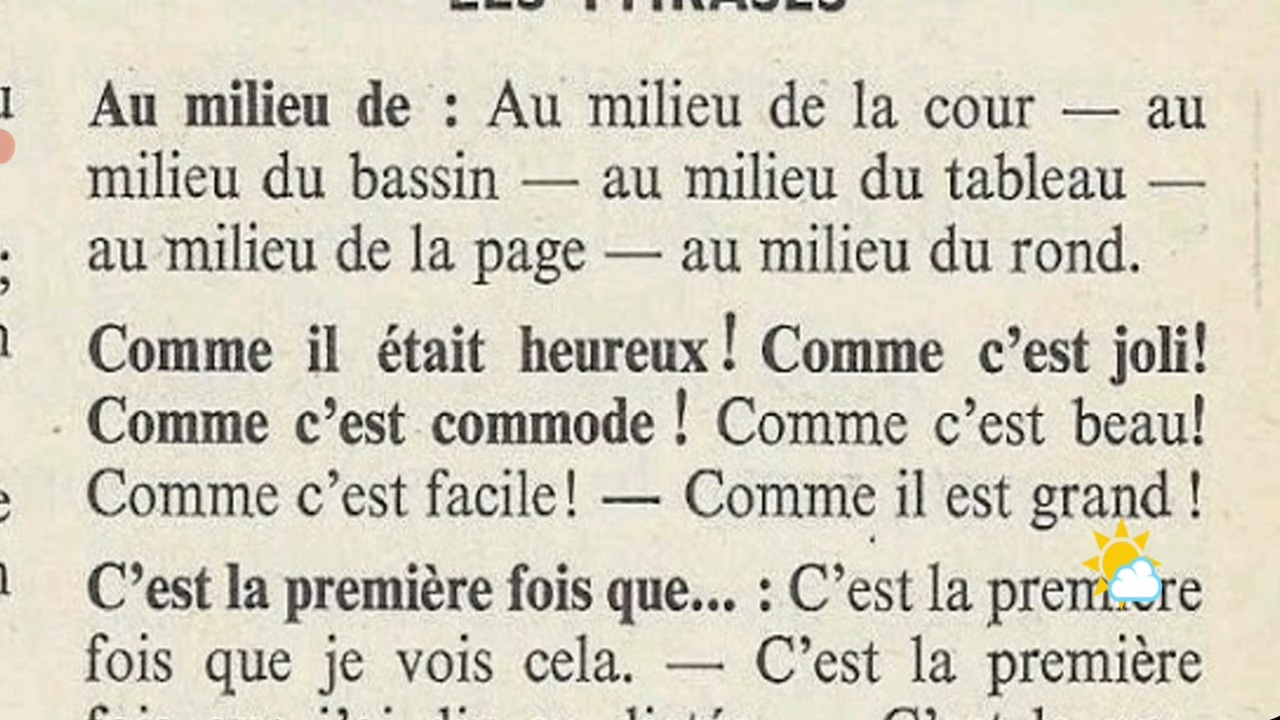 LES PHRASES
Au milieu de : Au milieu de la cour — au
milieu du bassin — au milieu du tableau —
au milieu de la page — au milieu du rond.
Comme il était heureux ! Comme c'est joli!
Comme c'est commode ! Comme c'est beau!
Comme c'est facile! — Comme il est grand !
C'est la première fois que... : C'est la première
fois que je vois cela. — C'est la première